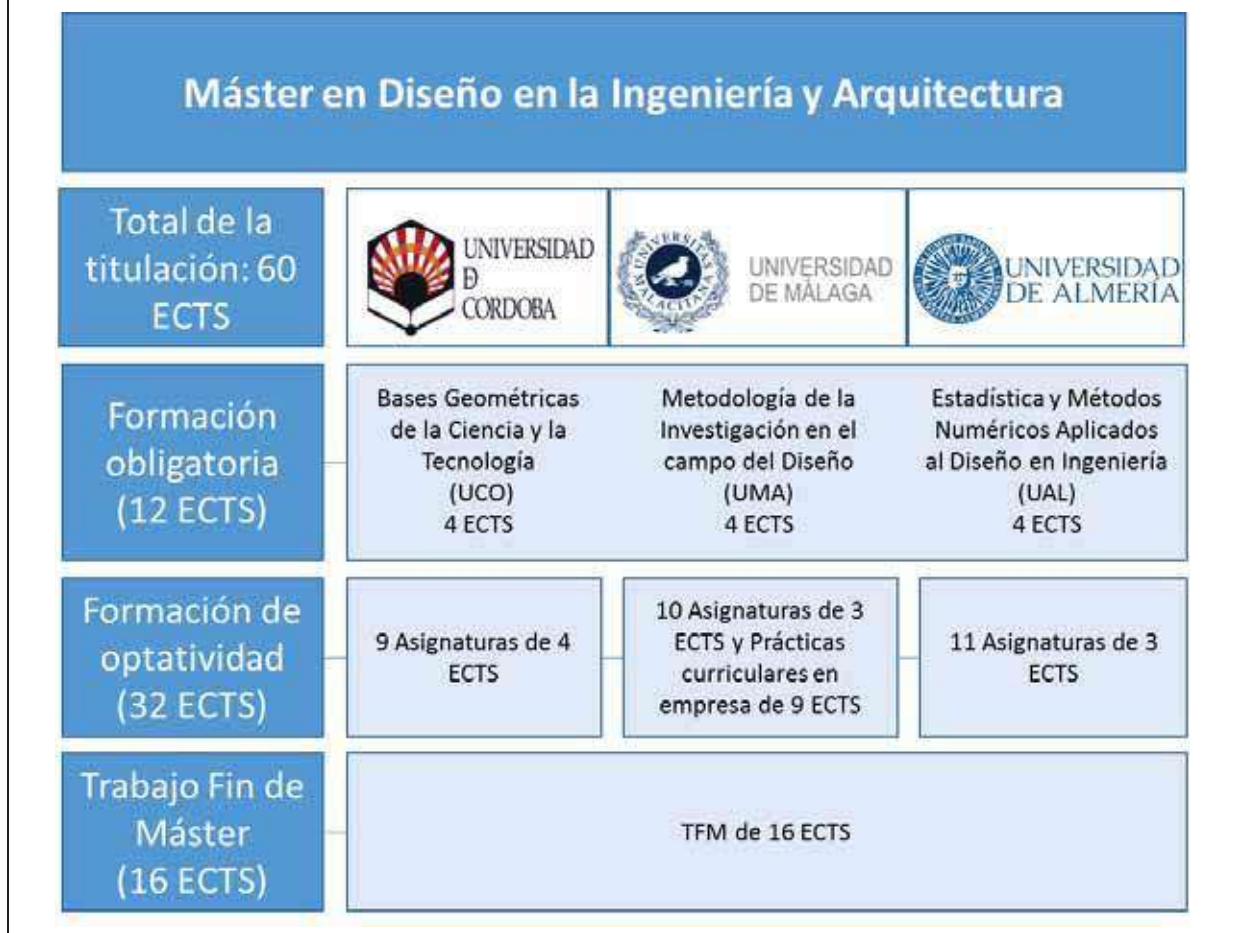 Máster en Diseño en la Ingeniería y Arquitectura
Total de la
titulación: 60
ECTS
UNIVERSIDAD
Đ
CORDOBA
UNIVERSITAS
MALACITANA
UNIVERSIDAD
DE MÁLAGA
UNIVERSIDAD
DE ALMERÍA
Formación
obligatoria
(12 ECTS)
Bases Geométricas
de la Ciencia y la
Tecnología
(UCO)
4 ECTS
Metodología de la
Investigación en el
campo del Diseño
(UMA)
4 ECTS
Estadística y Métodos
Numéricos Aplicados
al Diseño en Ingeniería
(UAL)
4 ECTS
Formación de
optatividad
(32 ECTS)
9 Asignaturas de 4
ECTS
10 Asignaturas de 3
ECTS y Prácticas
curriculares en
empresa de 9 ECTS
11 Asignaturas de 3
ECTS
Trabajo Fin de
Máster
(16 ECTS)
TFM de 16 ECTS